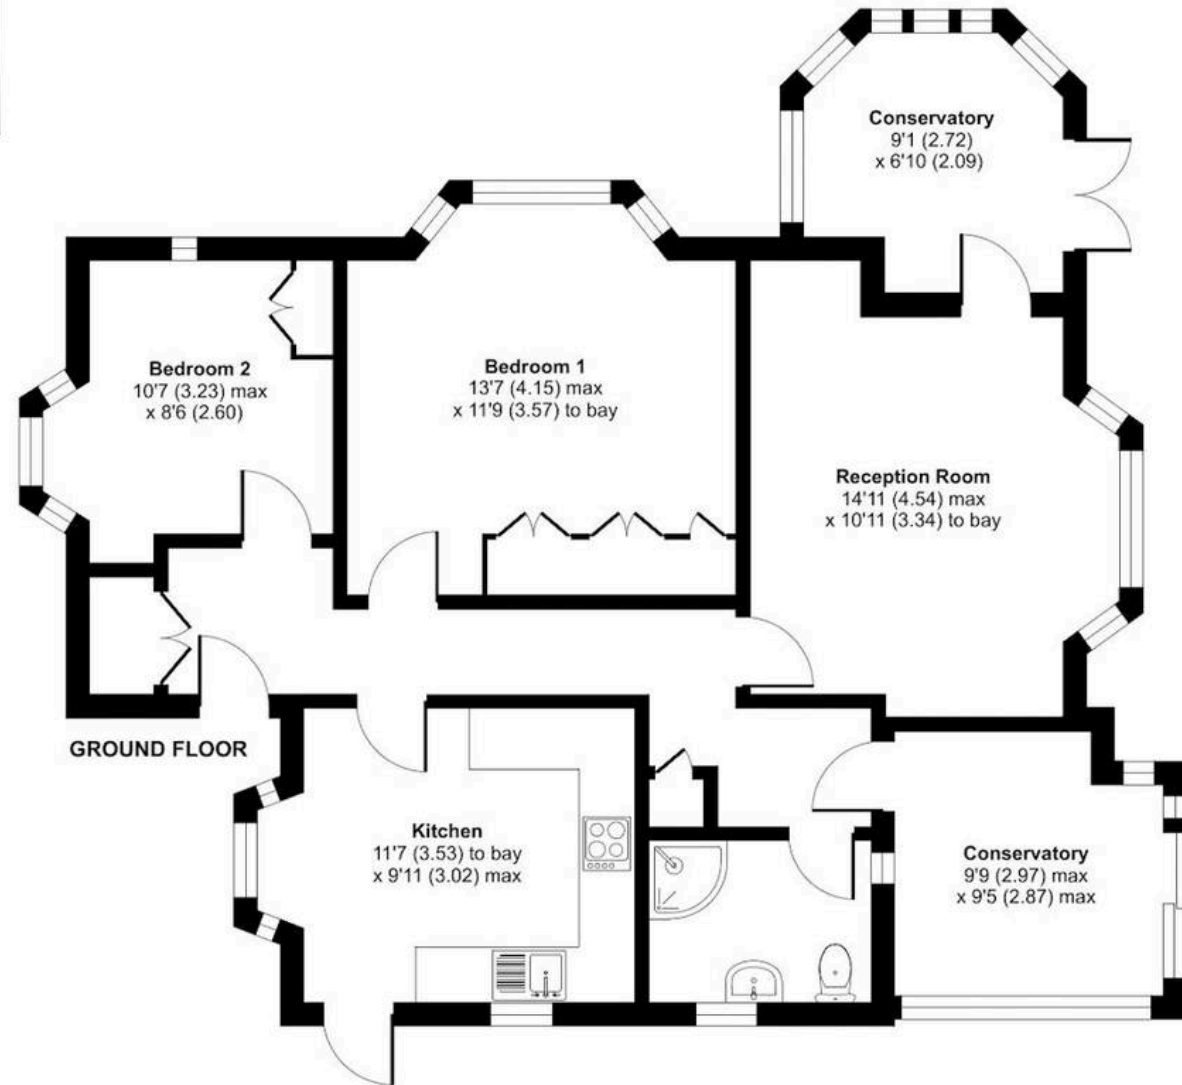 Conservatory
9'1 (2.72)
x 6'10 (2.09)
Bedroom 2
10'7 (3.23) max
x 8'6 (2.60)
Bedroom 1
13'7 (4.15) max
x 11'9 (3.57) to bay
Reception Room
14'11 (4.54) max
x 10'11 (3.34) to bay
GROUND FLOOR
Kitchen
11'7 (3.53) to bay
x 9'11 (3.02) max
Conservatory
9'9 (2.97) max
x 9'5 (2.87) max